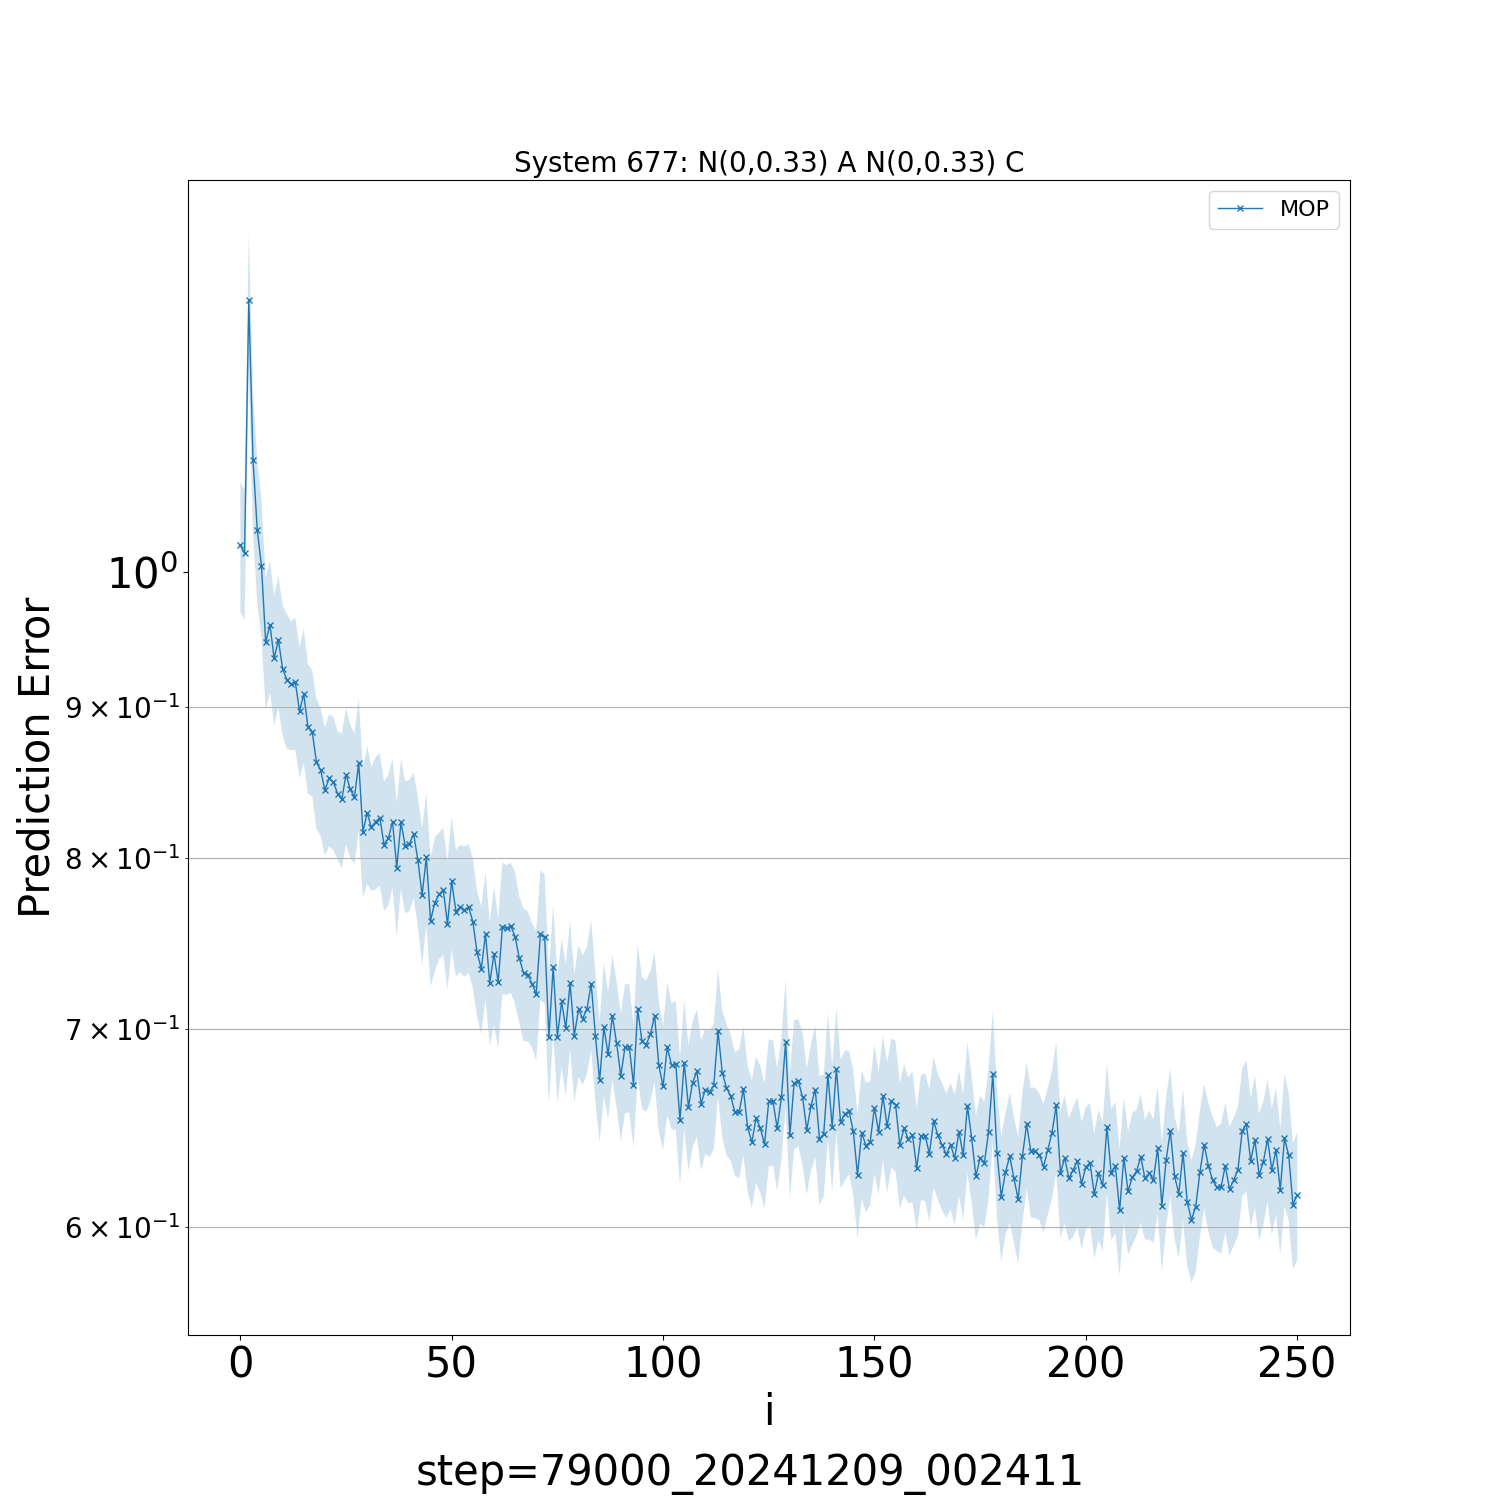 System 677: N(0,0.33) A N(0,0.33) C
MOP
Prediction Error
10⁰
9 × 10⁻¹
8 × 10⁻¹
7 × 10⁻¹
6 × 10⁻¹
0 50 100 150 200 250
i
step=79000_20241209_002411